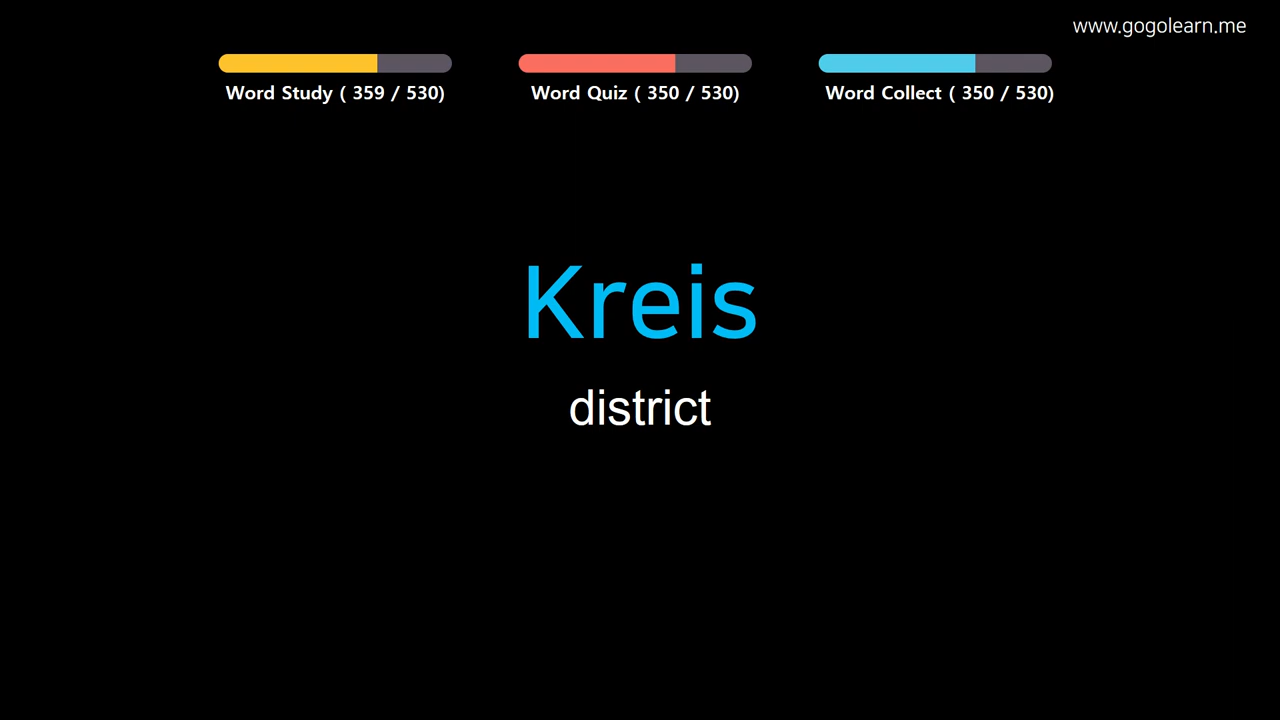 www.gogolearn.me
Word Study ( 359 / 530)
Word Quiz ( 350 / 530)
Word Collect ( 350 / 530)
Kreis
district